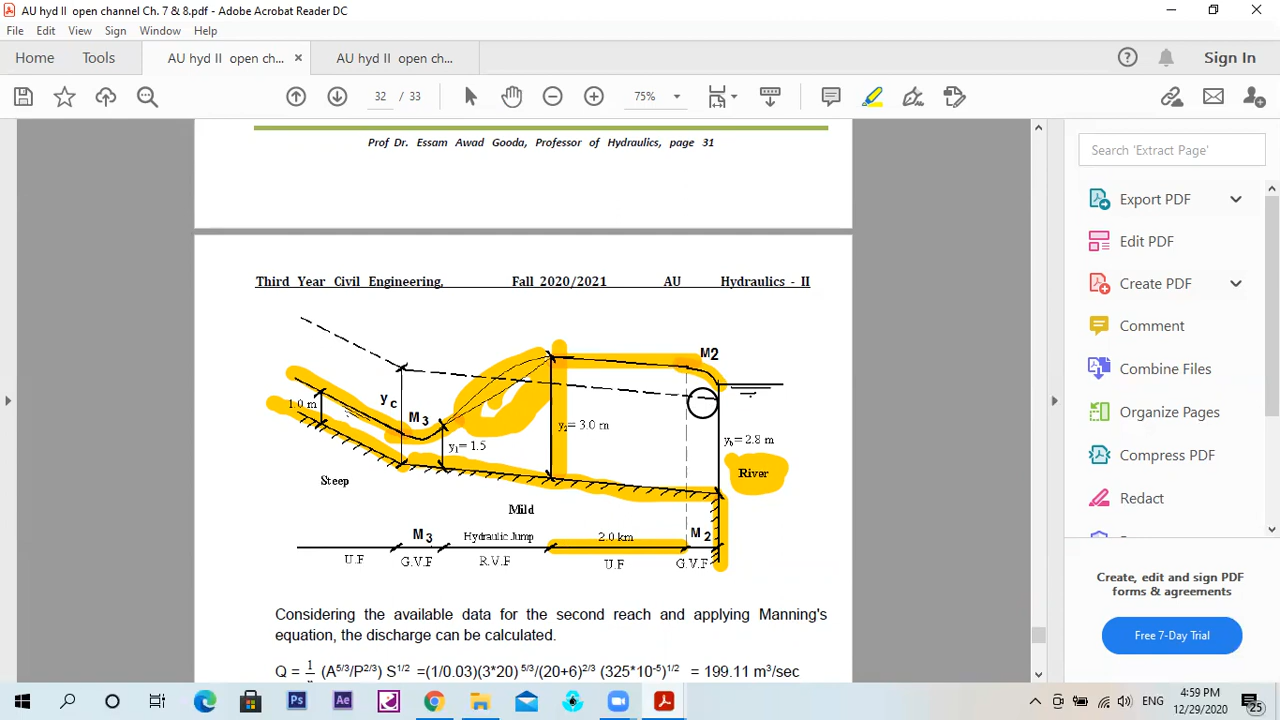 AU hyd II open channel Ch. 7 & 8.pdf - Adobe Acrobat Reader DC
File Edit View Sign Window Help
Home Tools AU hyd II open ch... × AU hyd II open ch... Sign In
32 / 33 75%
Search 'Extract Page'
Prof Dr. Essam Awad Gooda, Professor of Hydraulics, page 31
Export PDF
Edit PDF
Create PDF
Comment
Combine Files
Organize Pages
Compress PDF
Redact
Convert, edit and sign PDF
forms & agreements
Free 7-Day Trial
Third Year Civil Engineering, Fall 2020/2021 AU Hydraulics - II
M2
1.0 m
yc
M3
y1= 1.5
y2= 3.0 m
yb= 2.8 m
River
Steep
Mild
M3 Hydraulic Jump 2.0 km M2
U.F G.V.F R.V.F U.F G.V.F
Considering the available data for the second reach and applying Manning's
equation, the discharge can be calculated.
Q = 1 (A5/3/P2/3) S1/2 =(1/0.03)(3*20) 5/3/(20+6)2/3 (325*10-5)1/2 = 199.11 m3/sec
Ps Ae
ENG
4:59 PM
12/29/2020
25